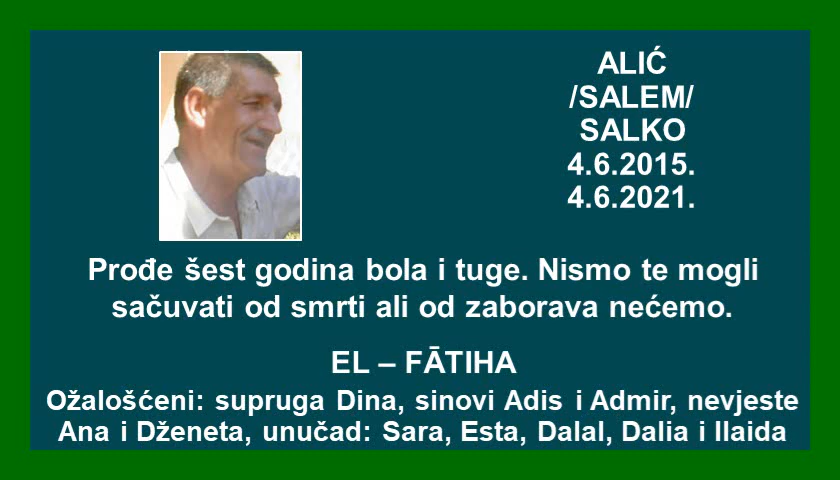 ALIĆ
/SALEM/
SALKO
4.6.2015.
4.6.2021.
Prođe šest godina bola i tuge. Nismo te mogli
sačuvati od smrti ali od zaborava nećemo.
EL – FĀTIHA
Ožalošćeni: supruga Dina, sinovi Adis i Admir, nevjeste
Ana i Dženeta, unučad: Sara, Esta, Dalal, Dalia i Ilaida